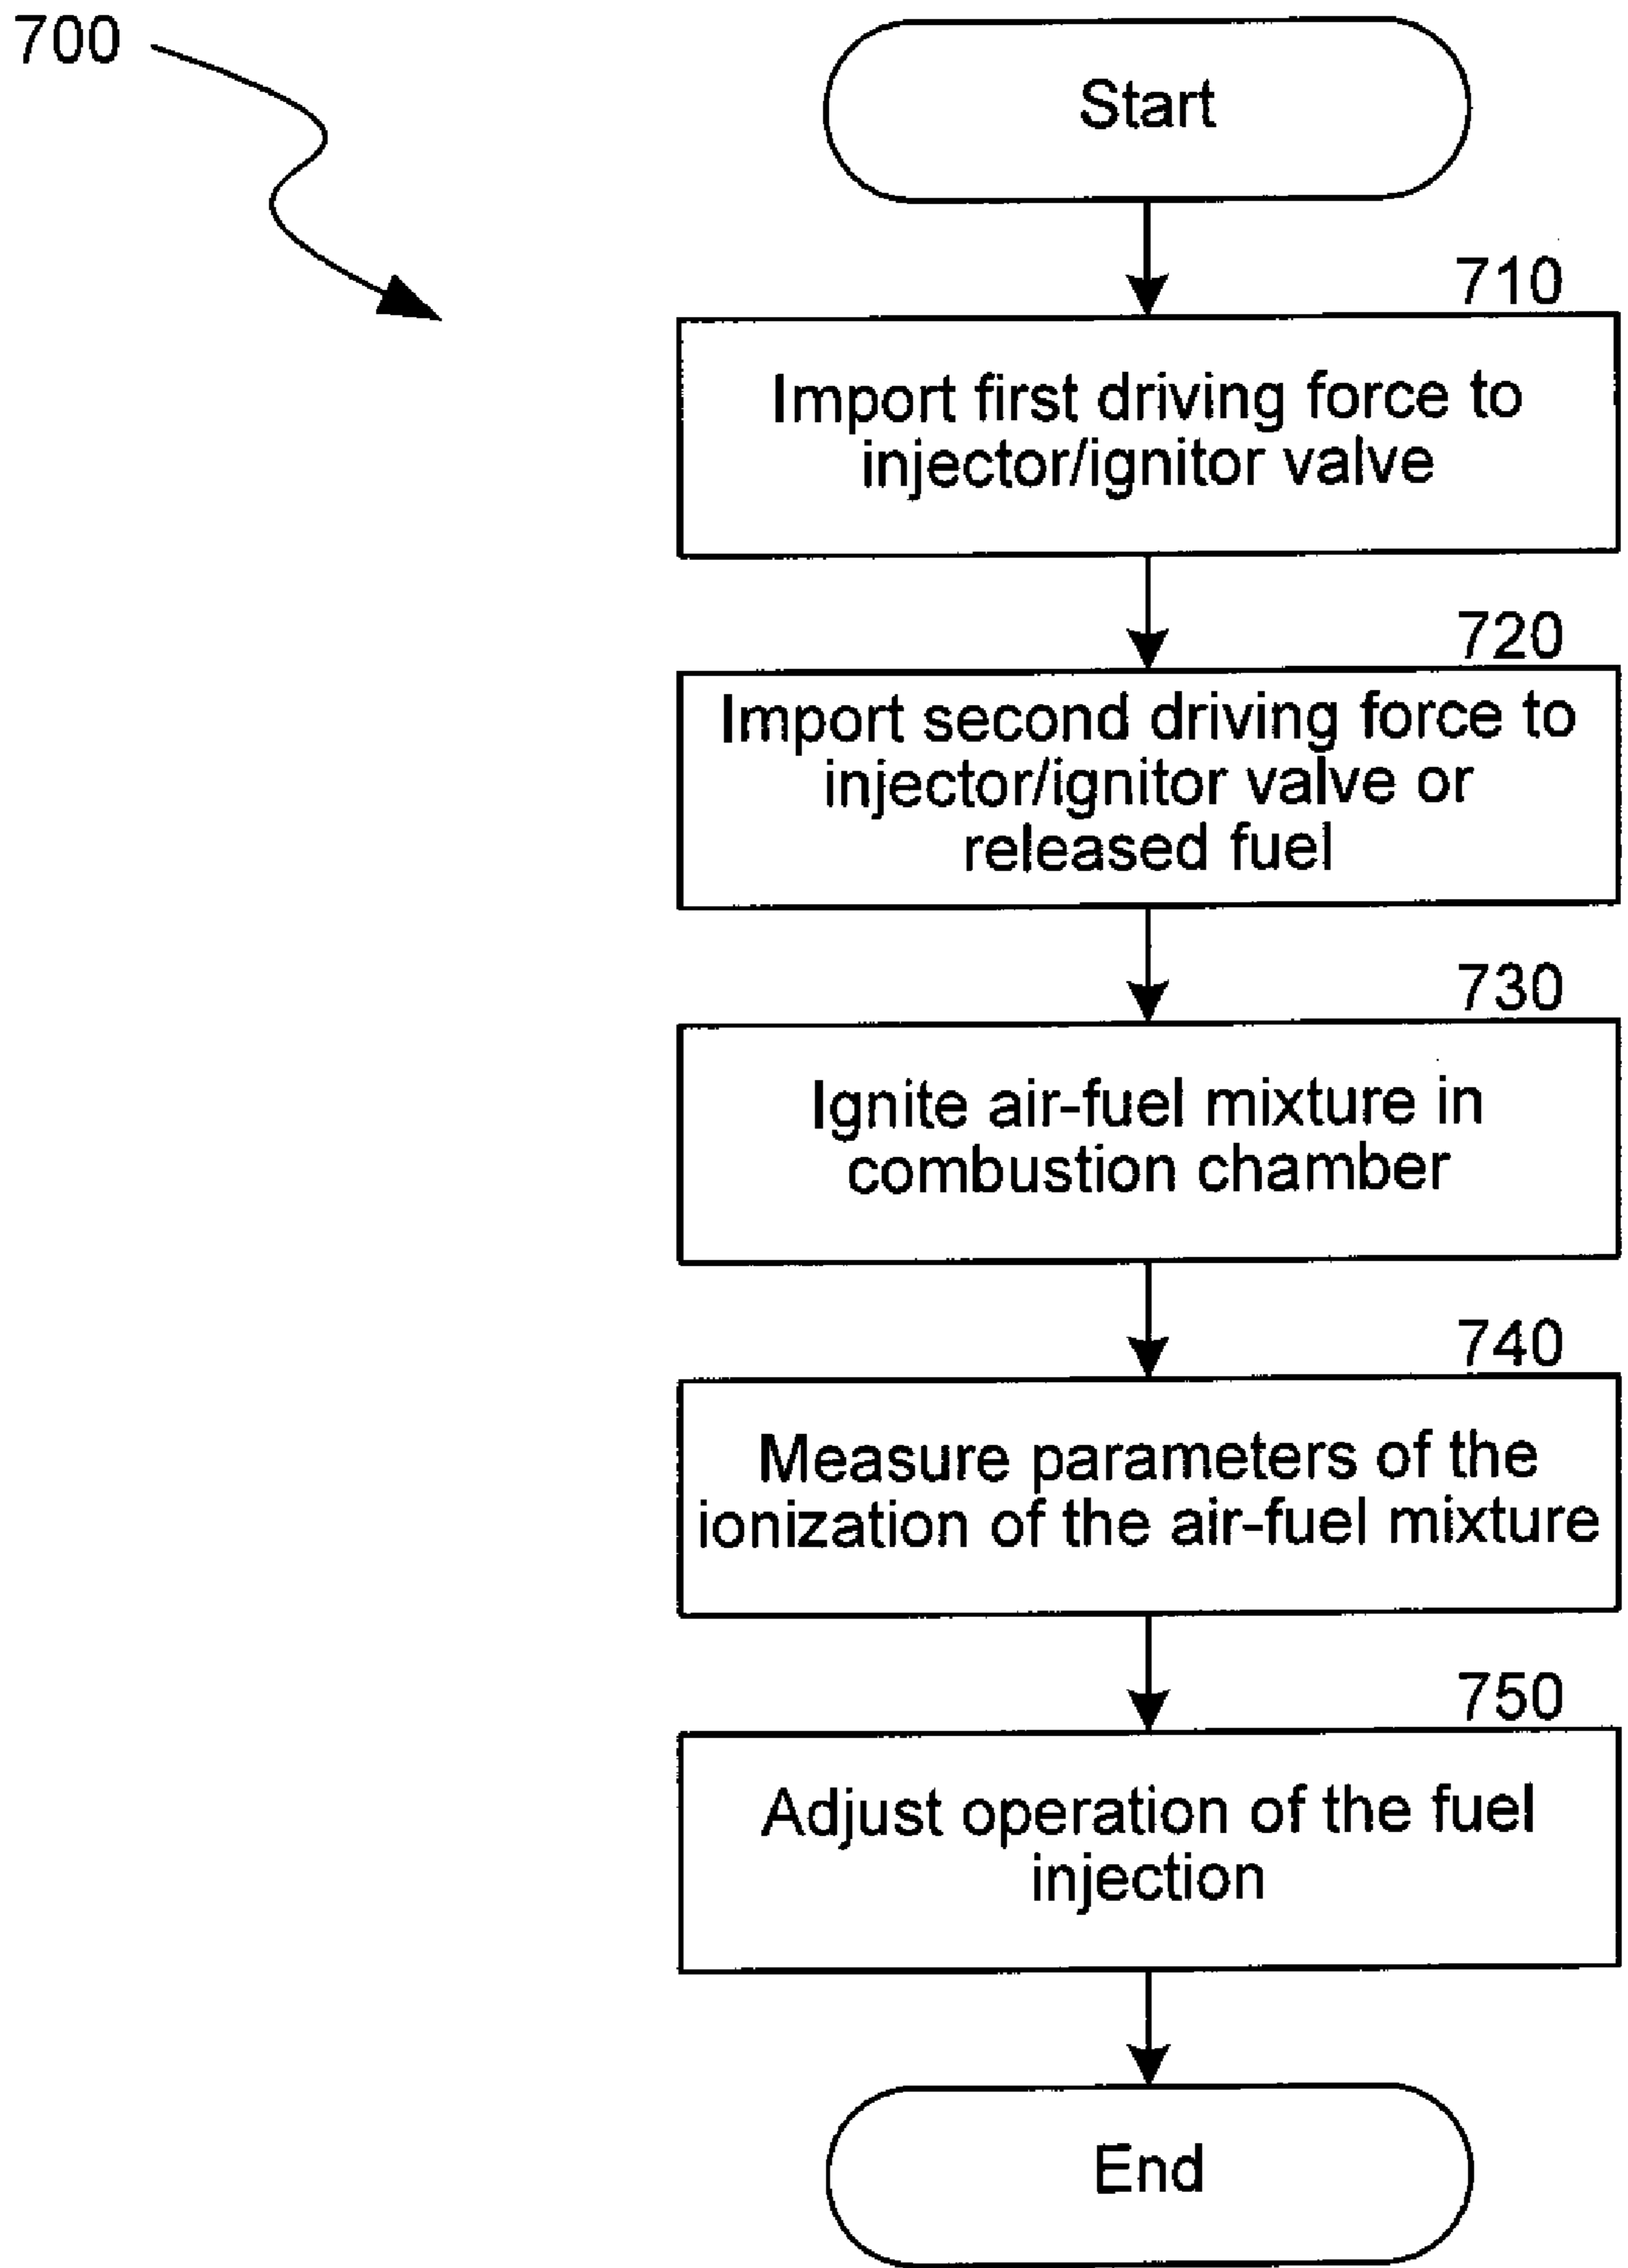 700
Start
710
Import first driving force to
injector/ignitor valve
720
Import second driving force to
injector/ignitor valve or
released fuel
730
Ignite air-fuel mixture in
combustion chamber
740
Measure parameters of the
ionization of the air-fuel mixture
750
Adjust operation of the fuel
injection
End